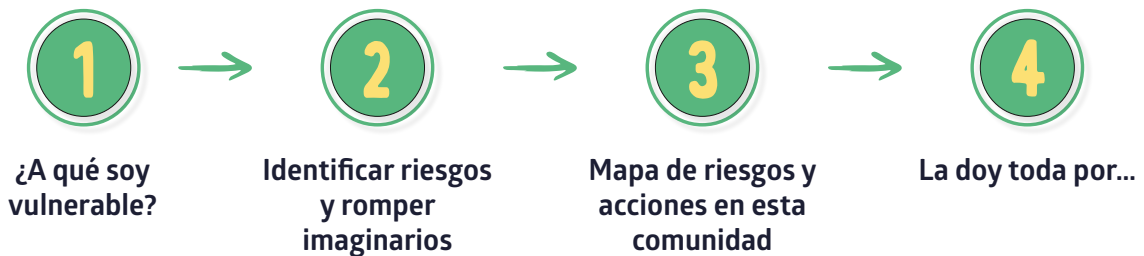 1
2
3
4
¿A qué soy
vulnerable?
Identificar riesgos
y romper
imaginarios
Mapa de riesgos y
acciones en esta
comunidad
La doy toda por...